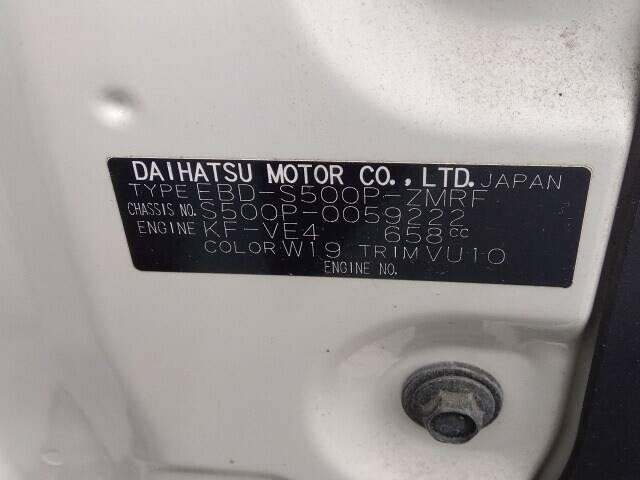 DAIHATSU MOTOR CO.,LTD. JAPAN
TYPE EBD-S500P-ZMRF
CHASSIS NO. S500P-0059222
ENGINE KF-VE4 658cc
COLOR W19 TRIM VU10
ENGINE NO.